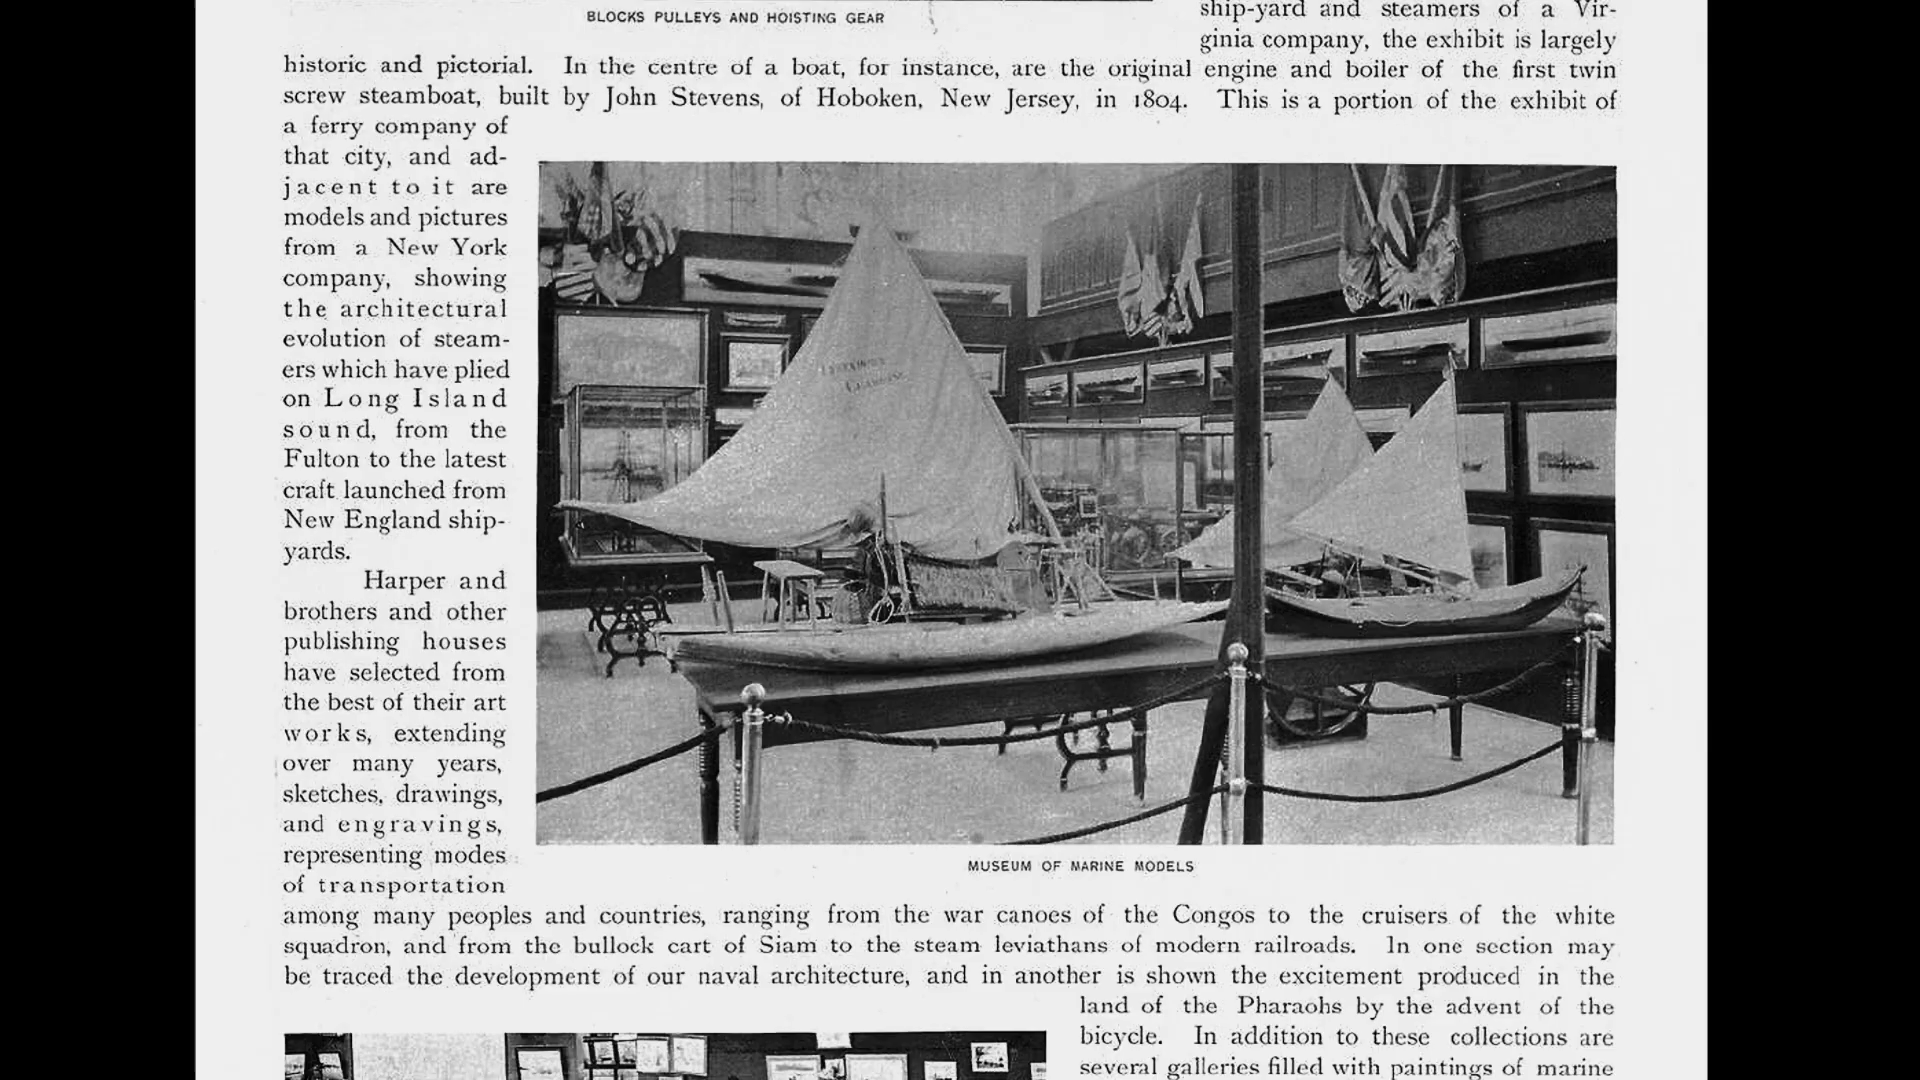 BLOCKS PULLEYS AND HOISTING GEAR
ship-yard and steamers of a Vir-
ginia company, the exhibit is largely
historic and pictorial. In the centre of a boat, for instance, are the original engine and boiler of the first twin
screw steamboat, built by John Stevens, of Hoboken, New Jersey, in 1804. This is a portion of the exhibit of
a ferry company of
that city, and ad-
jacent to it are
models and pictures
from a New York
company, showing
the architectural
evolution of steam-
ers which have plied
on Long Island
sound, from the
Fulton to the latest
craft launched from
New England ship-
yards.
Harper and
brothers and other
publishing houses
have selected from
the best of their art
works, extending
over many years,
sketches, drawings,
and engravings,
representing modes
of transportation
MUSEUM OF MARINE MODELS
among many peoples and countries, ranging from the war canoes of the Congos to the cruisers of the white
squadron, and from the bullock cart of Siam to the steam leviathans of modern railroads. In one section may
be traced the development of our naval architecture, and in another is shown the excitement produced in the
land of the Pharaohs by the advent of the
bicycle. In addition to these collections are
several galleries filled with paintings of marine